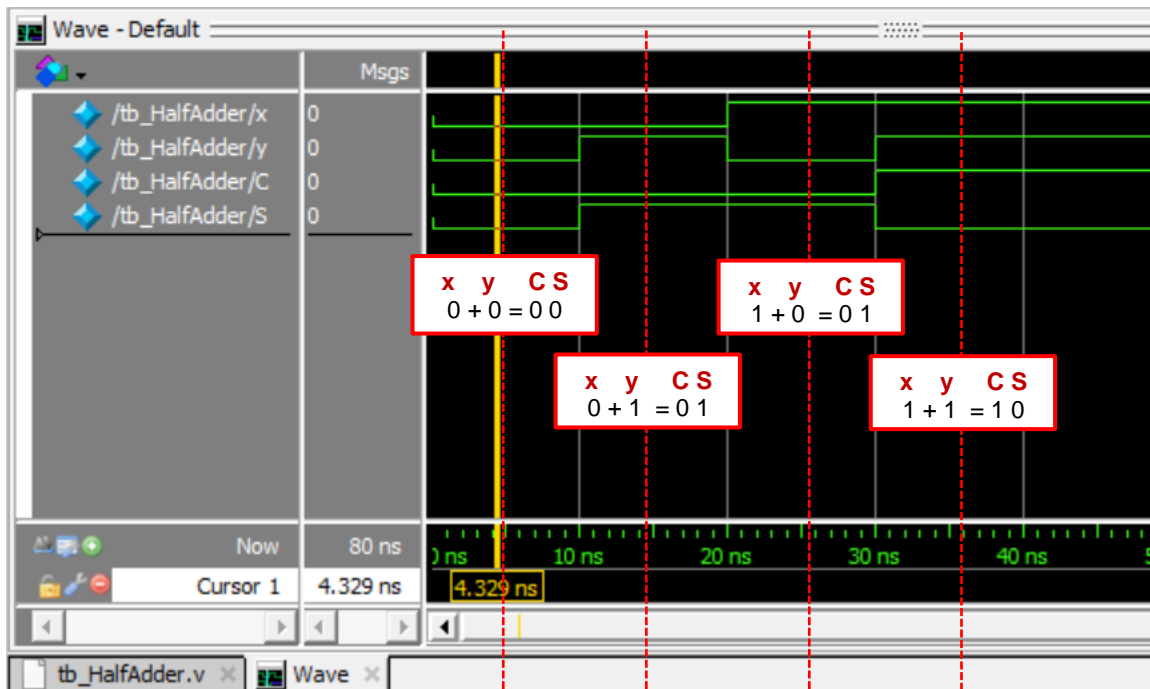 Wave - Default
Msgs
/tb_HalfAdder/x 0
/tb_HalfAdder/y 0
/tb_HalfAdder/C 0
/tb_HalfAdder/S 0
x y C S
0 + 0 = 0 0
x y C S
1 + 0 = 0 1
x y C S
0 + 1 = 0 1
x y C S
1 + 1 = 1 0
Now 80 ns
ns 10 ns 20 ns 30 ns 40 ns
Cursor 1 4.329 ns 4.329 ns
tb_HalfAdder.v Wave